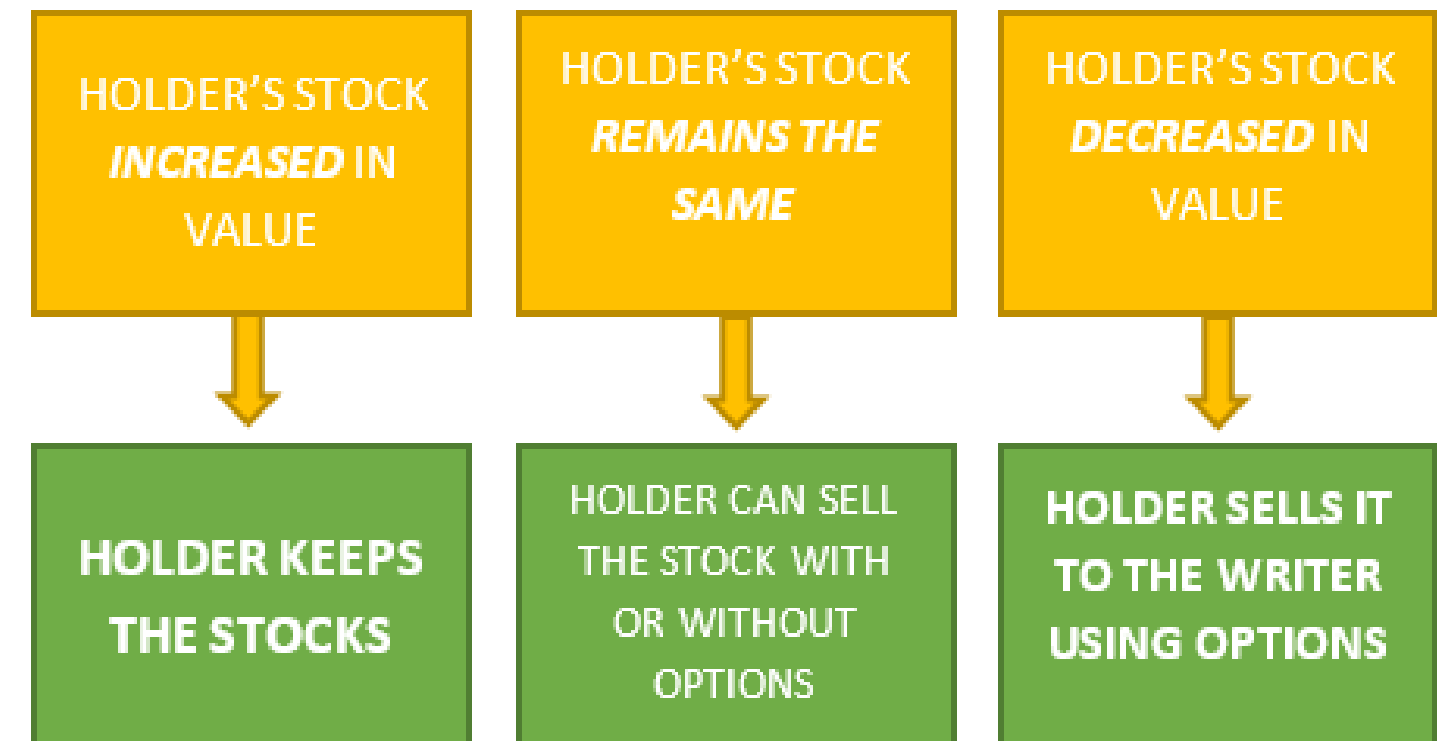 HOLDER'S STOCK
INCREASED IN
VALUE
HOLDER'S STOCK
REMAINS THE
SAME
HOLDER'S STOCK
DECREASED IN
VALUE
HOLDER KEEPS
THE STOCKS
HOLDER CAN SELL
THE STOCK WITH
OR WITHOUT
OPTIONS
HOLDER SELLS IT
TO THE WRITER
USING OPTIONS